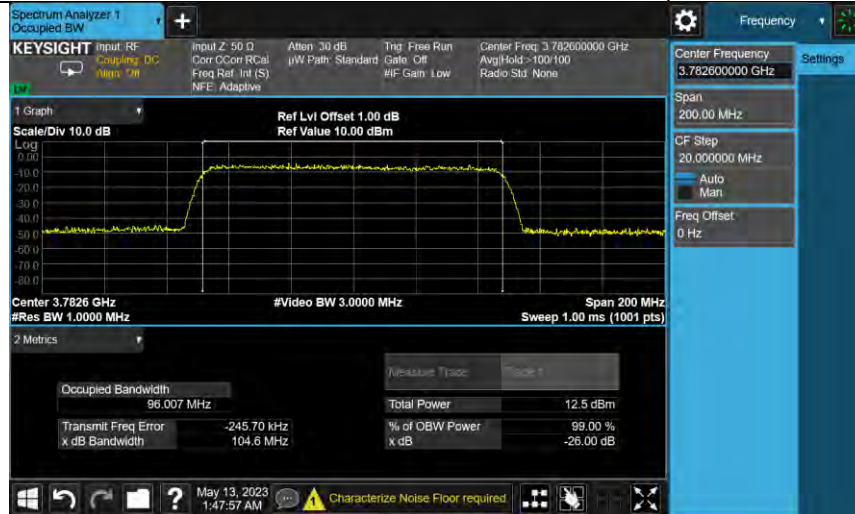 Spectrum Analyzer 1
Occupied BW
+
Frequency
KEYSIGHT Input: RF
Coupling: DC
Align: Off
Input Z: 50 Ω
Corr CCorr RCal
Freq Ref: Int (S)
NFE: Adaptive
Atten: 30 dB
µW Path: Standard
Trig: Free Run
Gate: Off
#IF Gain: Low
Center Freq: 3.782600000 GHz
Avg|Hold:>100/100
Radio Std: None
Center Frequency
3.782600000 GHz
Settings
Span
200.00 MHz
CF Step
20.000000 MHz
Auto
Man
Freq Offset
0 Hz
1 Graph
Scale/Div 10.0 dB
Ref Lvl Offset 1.00 dB
Ref Value 10.00 dBm
Log
0.00
-10.0
-20.0
-30.0
-40.0
-50.0
-60.0
-70.0
-80.0
Center 3.7826 GHz
#Video BW 3.0000 MHz
Span 200 MHz
#Res BW 1.0000 MHz
Sweep 1.00 ms (1001 pts)
2 Metrics
Measure Trace
Trace 1
Occupied Bandwidth
96.007 MHz
Total Power
12.5 dBm
Transmit Freq Error
-245.70 kHz
% of OBW Power
99.00 %
x dB Bandwidth
104.6 MHz
x dB
-26.00 dB
?
May 13, 2023
1:47:57 AM
Characterize Noise Floor required